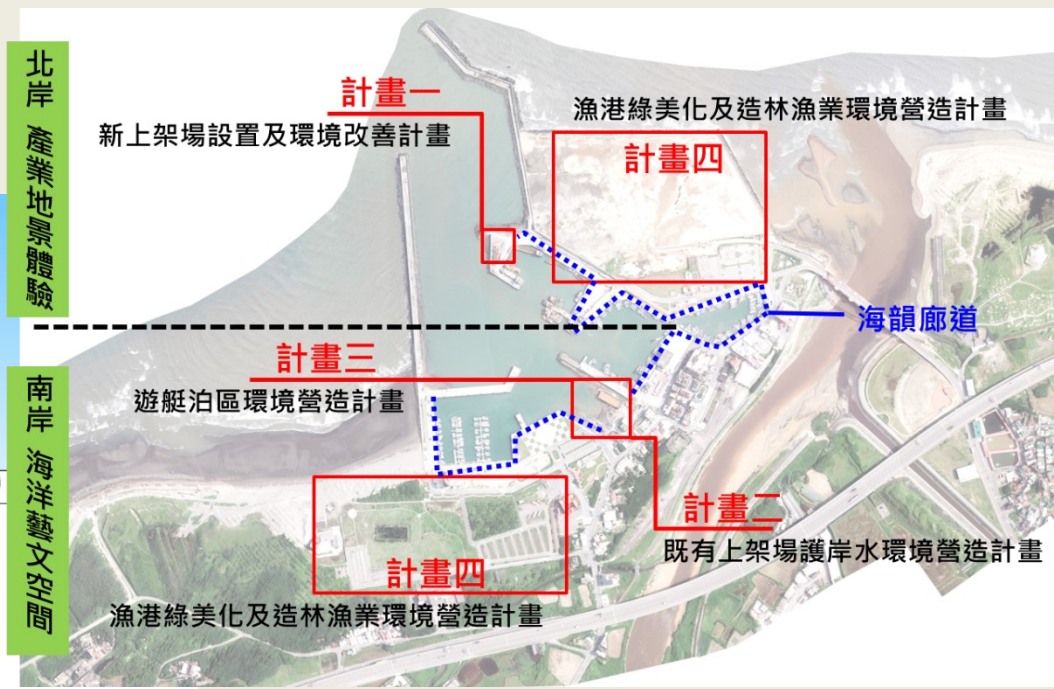 北岸 產業地景體驗
計畫一
新上架場設置及環境改善計畫
漁港綠美化及造林漁業環境營造計畫
計畫四
海韻廊道
南岸 海洋藝文空間
計畫三
遊艇泊區環境營造計畫
計畫二
既有上架場護岸水環境營造計畫
計畫四
漁港綠美化及造林漁業環境營造計畫